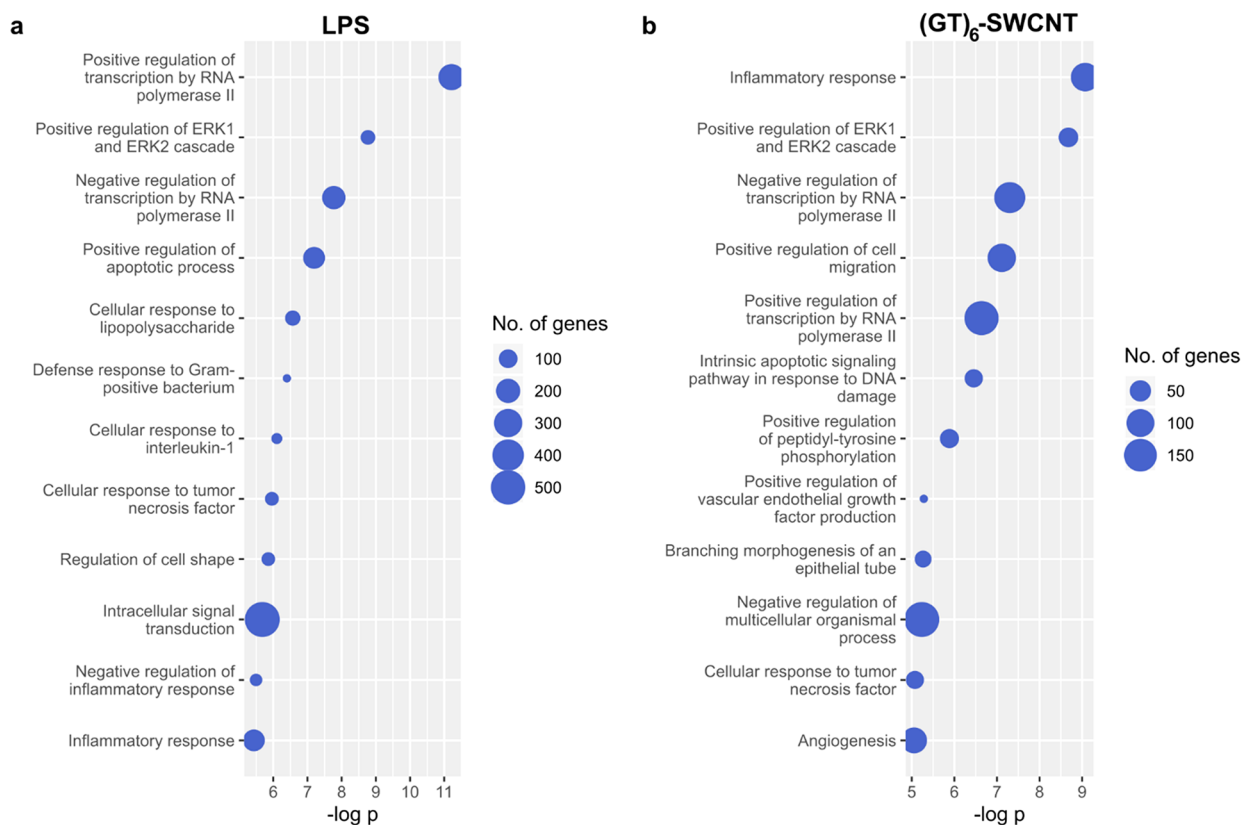 a
LPS
Positive regulation of
transcription by RNA
polymerase II
Positive regulation of ERK1
and ERK2 cascade
Negative regulation of
transcription by RNA
polymerase II
Positive regulation of
apoptotic process
Cellular response to
lipopolysaccharide
Defense response to Gram-
positive bacterium
Cellular response to
interleukin-1
Cellular response to tumor
necrosis factor
Regulation of cell shape
Intracellular signal
transduction
Negative regulation of
inflammatory response
Inflammatory response
6 7 8 9 10 11
-log p
No. of genes
100
200
300
400
500
b
(GT)6-SWCNT
Inflammatory response
Positive regulation of ERK1
and ERK2 cascade
Negative regulation of
transcription by RNA
polymerase II
Positive regulation of cell
migration
Positive regulation of
transcription by RNA
polymerase II
Intrinsic apoptotic signaling
pathway in response to DNA
damage
Positive regulation
of peptidyl-tyrosine
phosphorylation
Positive regulation of
vascular endothelial growth
factor production
Branching morphogenesis of an
epithelial tube
Negative regulation of
multicellular organismal
process
Cellular response to tumor
necrosis factor
Angiogenesis
5 6 7 8 9
-log p
No. of genes
50
100
150